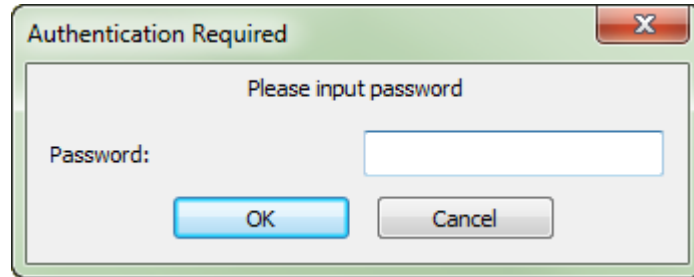 Authentication Required
Please input password
Password:
OK Cancel